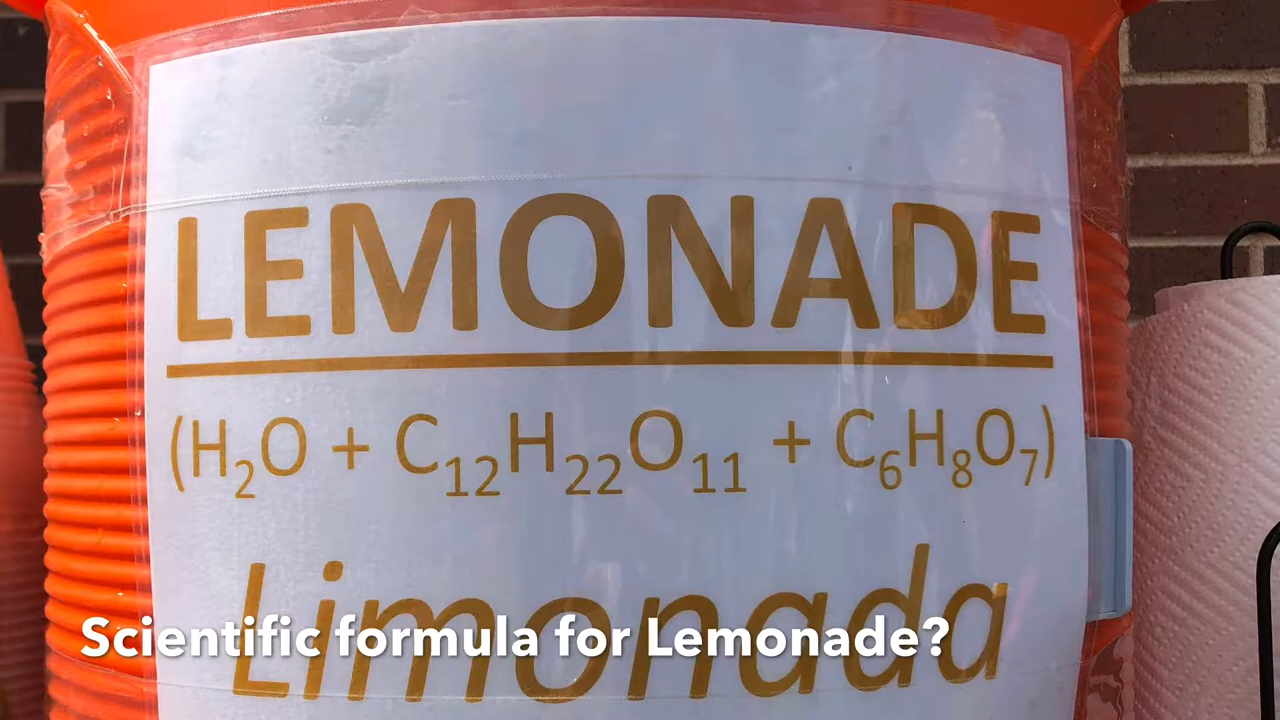 LEMONADE
(H₂O + C₁₂H₂₂O₁₁ + C₆H₈O₇)
Limonada
Scientific formula for Lemonade?